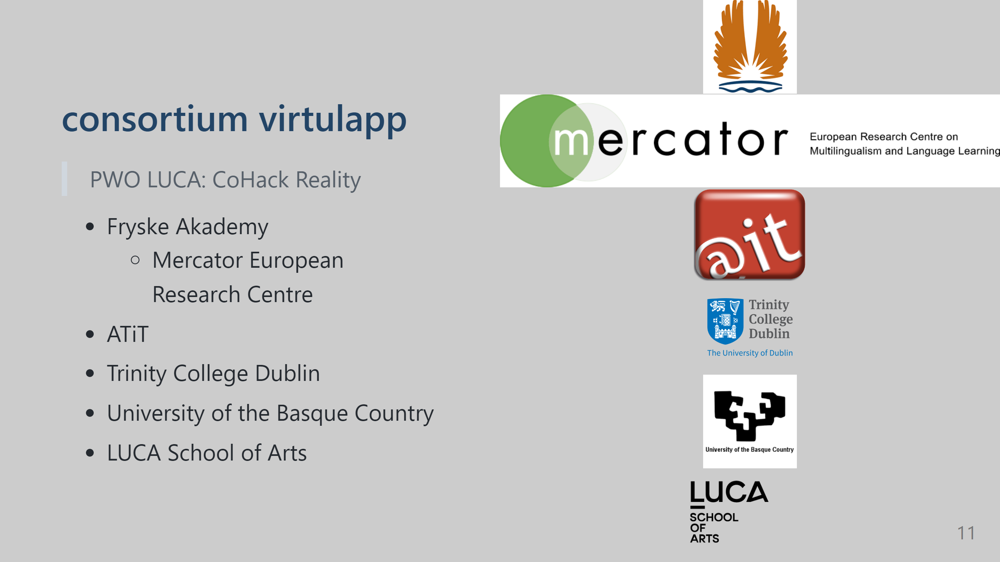 consortium virtulapp
PWO LUCA: CoHack Reality
Fryske Akademy
Mercator European
Research Centre
ATiT
Trinity College Dublin
University of the Basque Country
LUCA School of Arts
mercator
European Research Centre on
Multilingualism and Language Learning
@it
Trinity
College
Dublin
The University of Dublin
University of the Basque Country
LUCA
SCHOOL
OF
ARTS
11